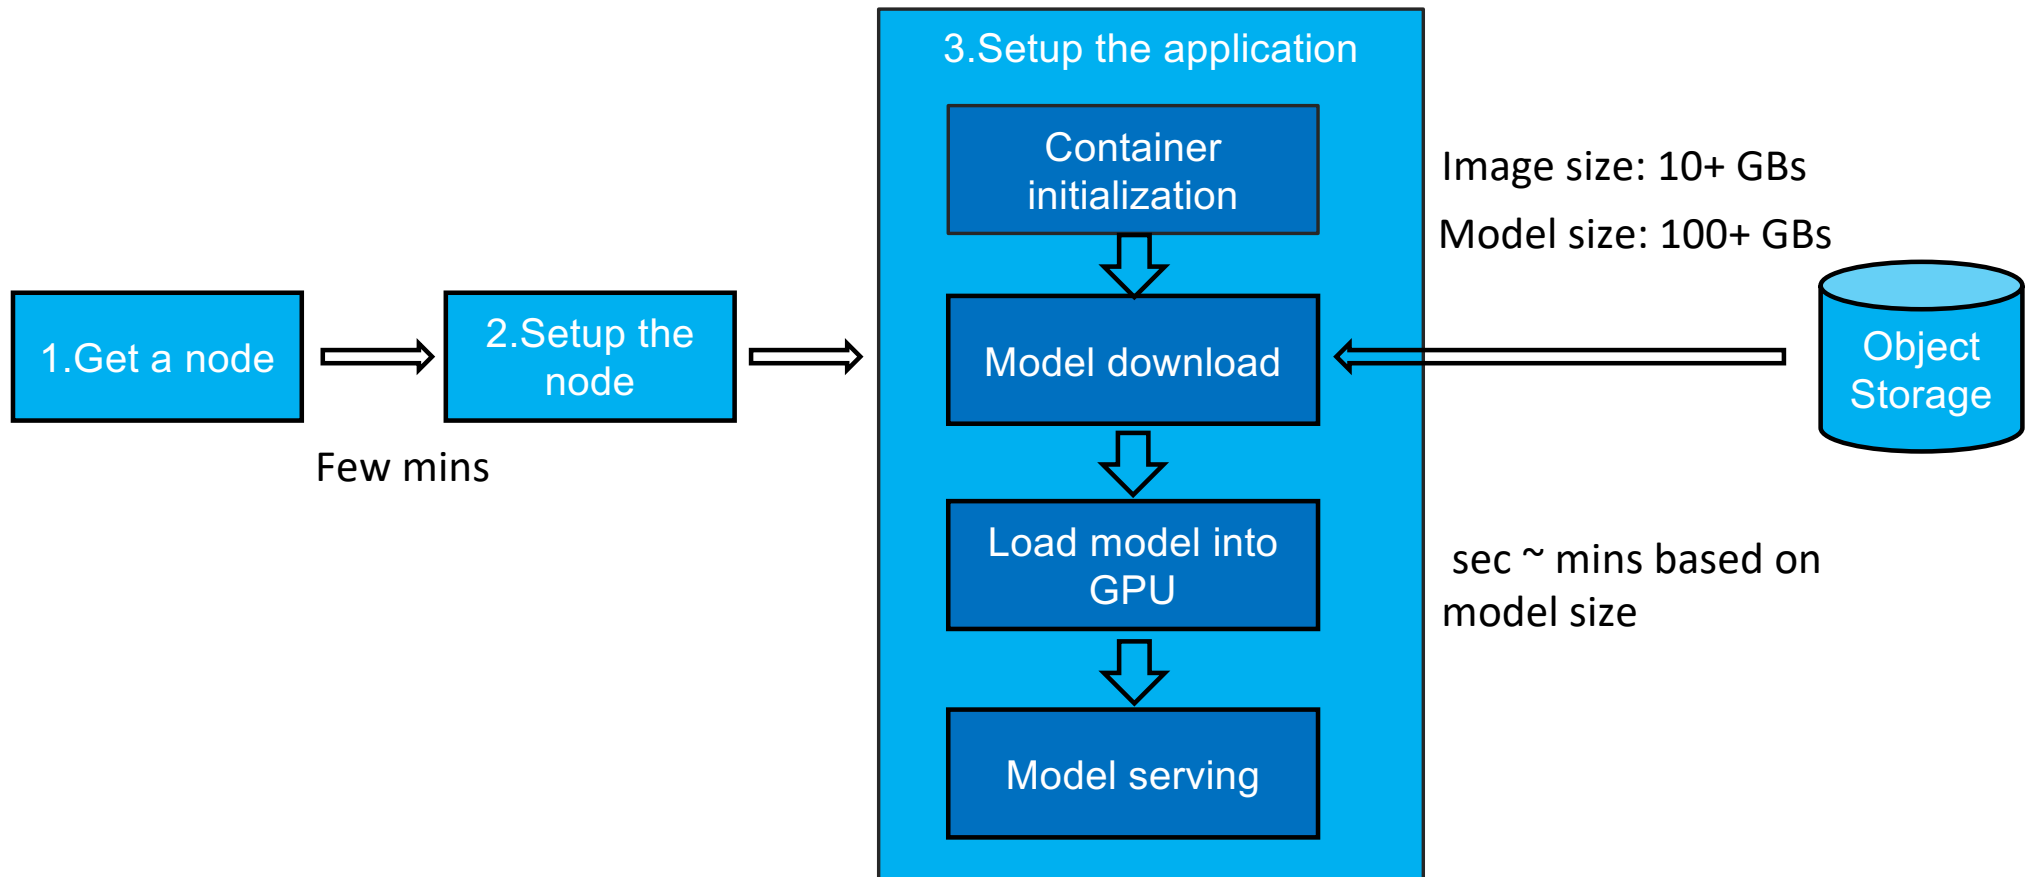 3.Setup the application
Container
initialization
Image size: 10+ GBs
Model size: 100+ GBs
1.Get a node
2.Setup the
node
Model download
Object
Storage
Few mins
Load model into
GPU
sec ~ mins based on
model size
Model serving